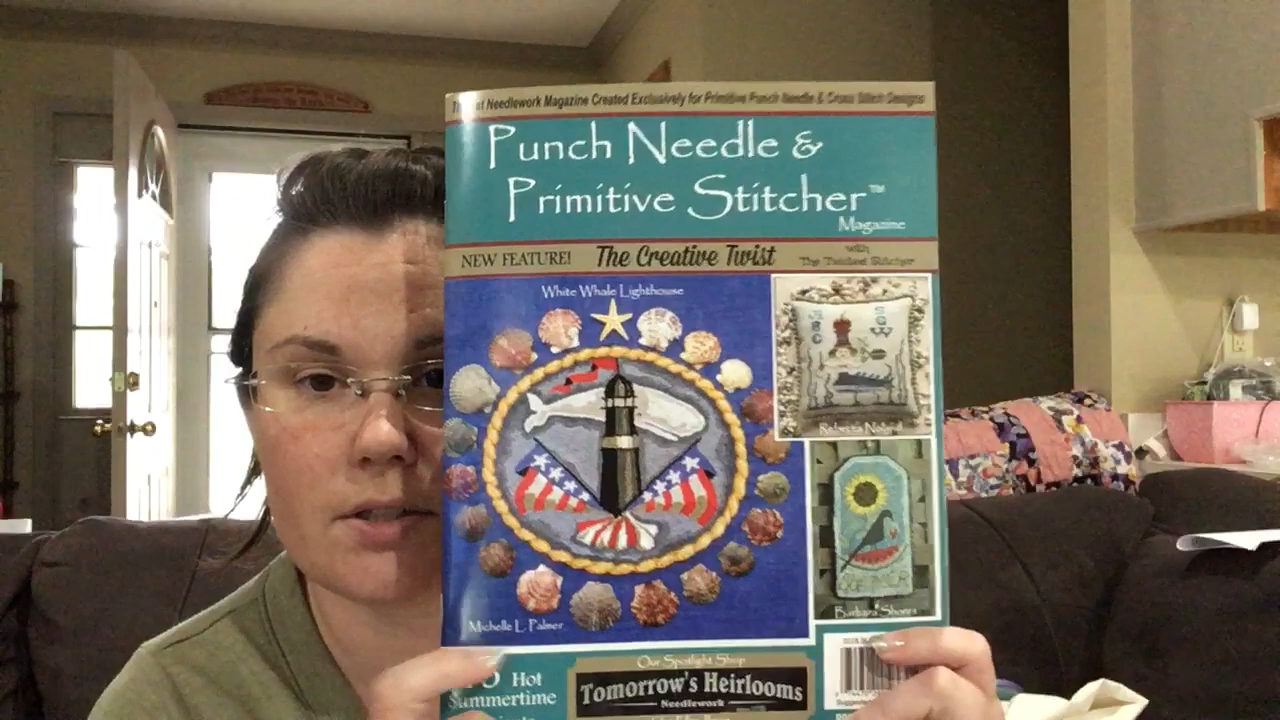 Needlework Magazine Created Exclusively for Primitive Punch Needle & Cross Stitch Designs
Punch Needle &
Primitive Stitcher™
Magazine
NEW FEATURE! The Creative Twist with
The Twisted Stitcher
White Whale Lighthouse
Barbara Shores
Michelle L. Palmer
Our Spotlight Shop
Hot
Summertime
Tomorrow's Heirlooms
Needlework